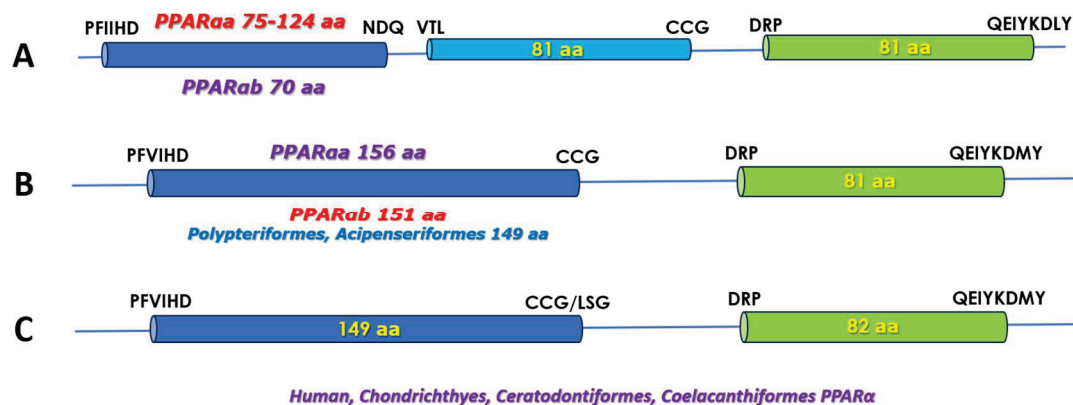 PPARαa 75-124 aa
PFIIHD NDQ VTL CCG DRP QEIYKDLY
A 81 aa 81 aa
PPARαb 70 aa
PPARαa 156 aa
PFVIHD CCG DRP QEIYKDMY
B 81 aa
PPARαb 151 aa
Polypteriformes, Acipenseriformes 149 aa
PFVIHD CCG/LSG DRP QEIYKDMY
C 149 aa 82 aa
Human, Chondrichthyes, Ceratodontiformes, Coelacanthiformes PPARα